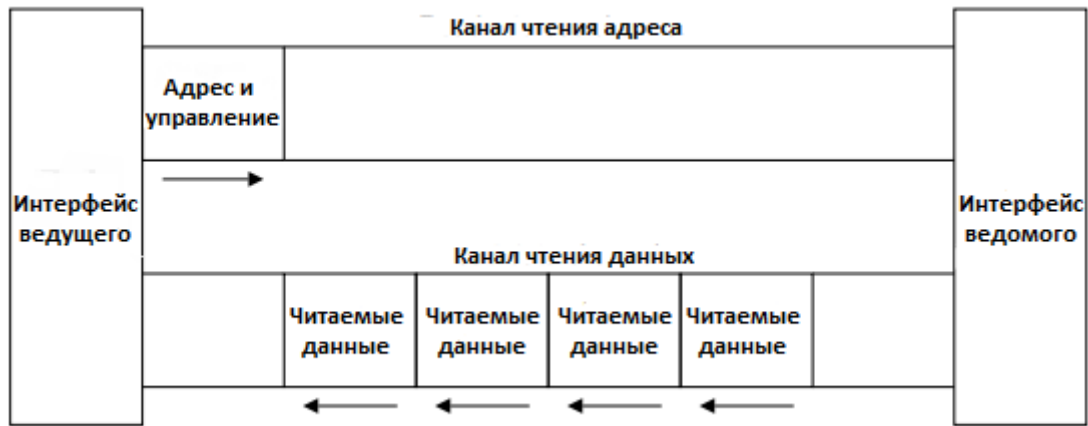 Канал чтения адреса
Адрес и
управление
Интерфейс
ведущего
Интерфейс
ведомого
Канал чтения данных
Читаемые
данные
Читаемые
данные
Читаемые
данные
Читаемые
данные